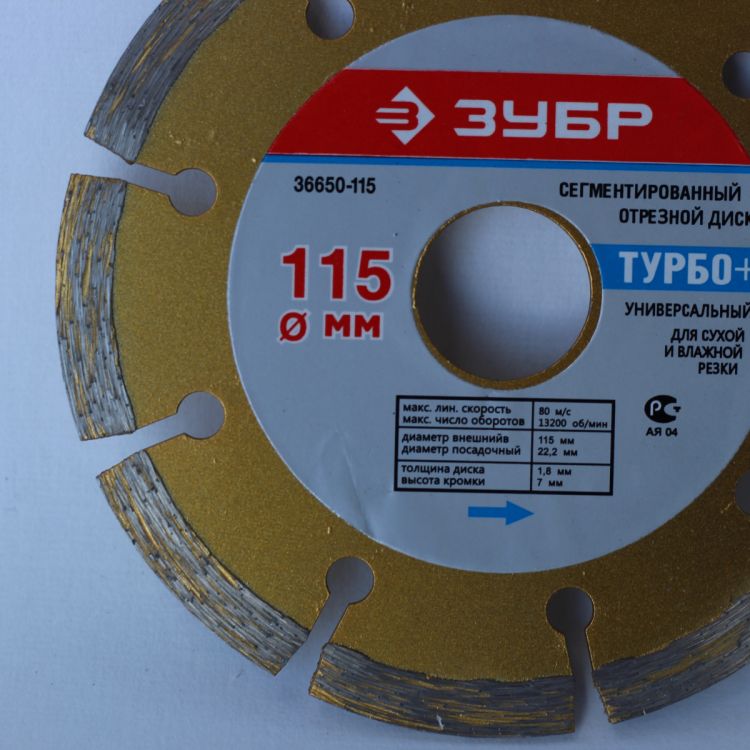 ЗУБР
36650-115
СЕГМЕНТИРОВАННЫЙ
ОТРЕЗНОЙ ДИСК
115
Ø ММ
ТУРБО+
УНИВЕРСАЛЬНЫЙ
ДЛЯ СУХОЙ
И ВЛАЖНОЙ
РЕЗКИ
макс. лин. скорость 80 м/с
макс. число оборотов 13200 об/мин
диаметр внешнийв 115 мм
диаметр посадочный 22,2 мм
толщина диска 1,8 мм
высота кромки 7 мм
РСТ
АЯ 04